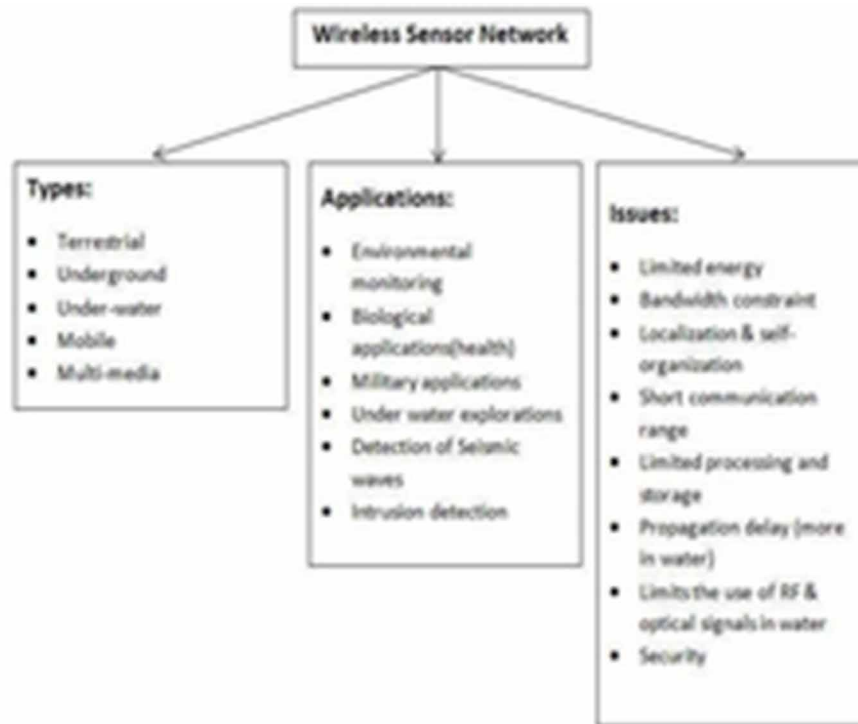 Wireless Sensor Network
Types:
▪ Terrestrial
▪ Underground
▪ Under-water
▪ Mobile
▪ Multi-media
Applications:
▪ Environmental
monitoring
▪ Biological
applications(health)
▪ Military applications
▪ Under water explorations
▪ Detection of Seismic
waves
▪ Intrusion detection
Issues:
▪ Limited energy
▪ Bandwidth constraint
▪ Localization & self-
organization
▪ Short communication
range
▪ Limited processing and
storage
▪ Propagation delay (more
in water)
▪ Limits the use of RF &
optical signals in water
▪ Security